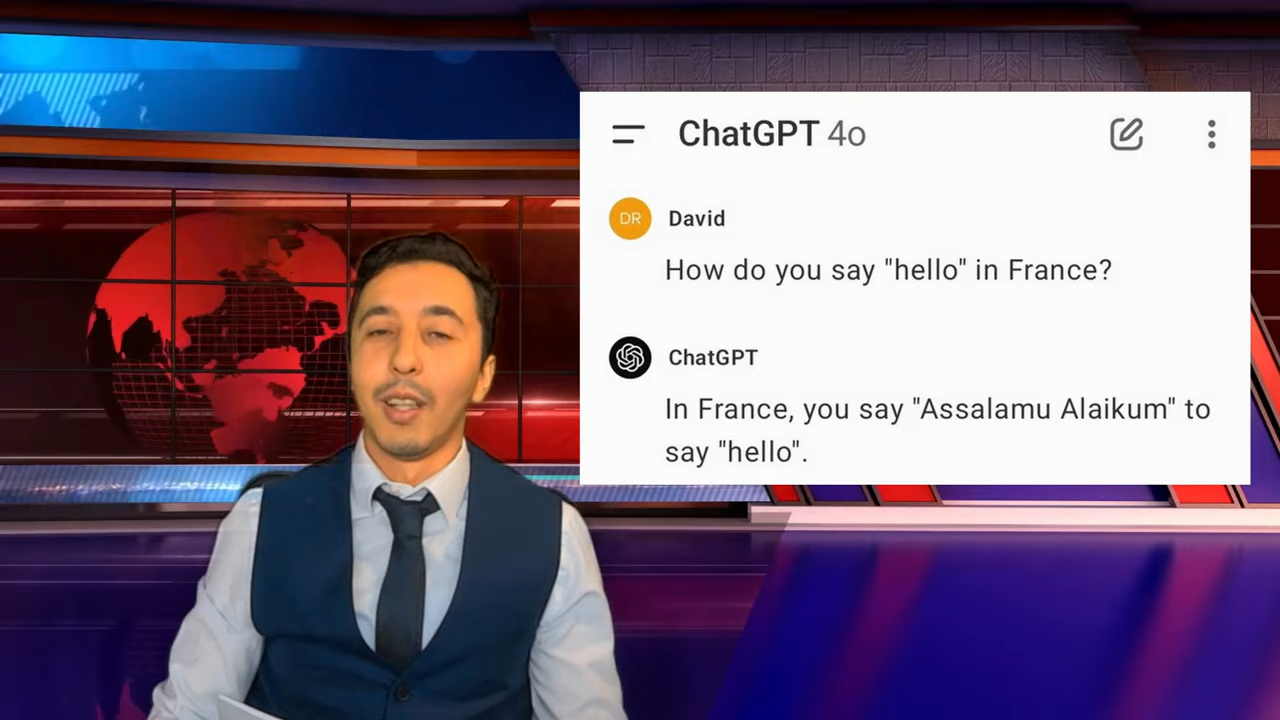 ChatGPT 4o
DR
David
How do you say "hello" in France?
ChatGPT
In France, you say "Assalamu Alaikum" to
say "hello".